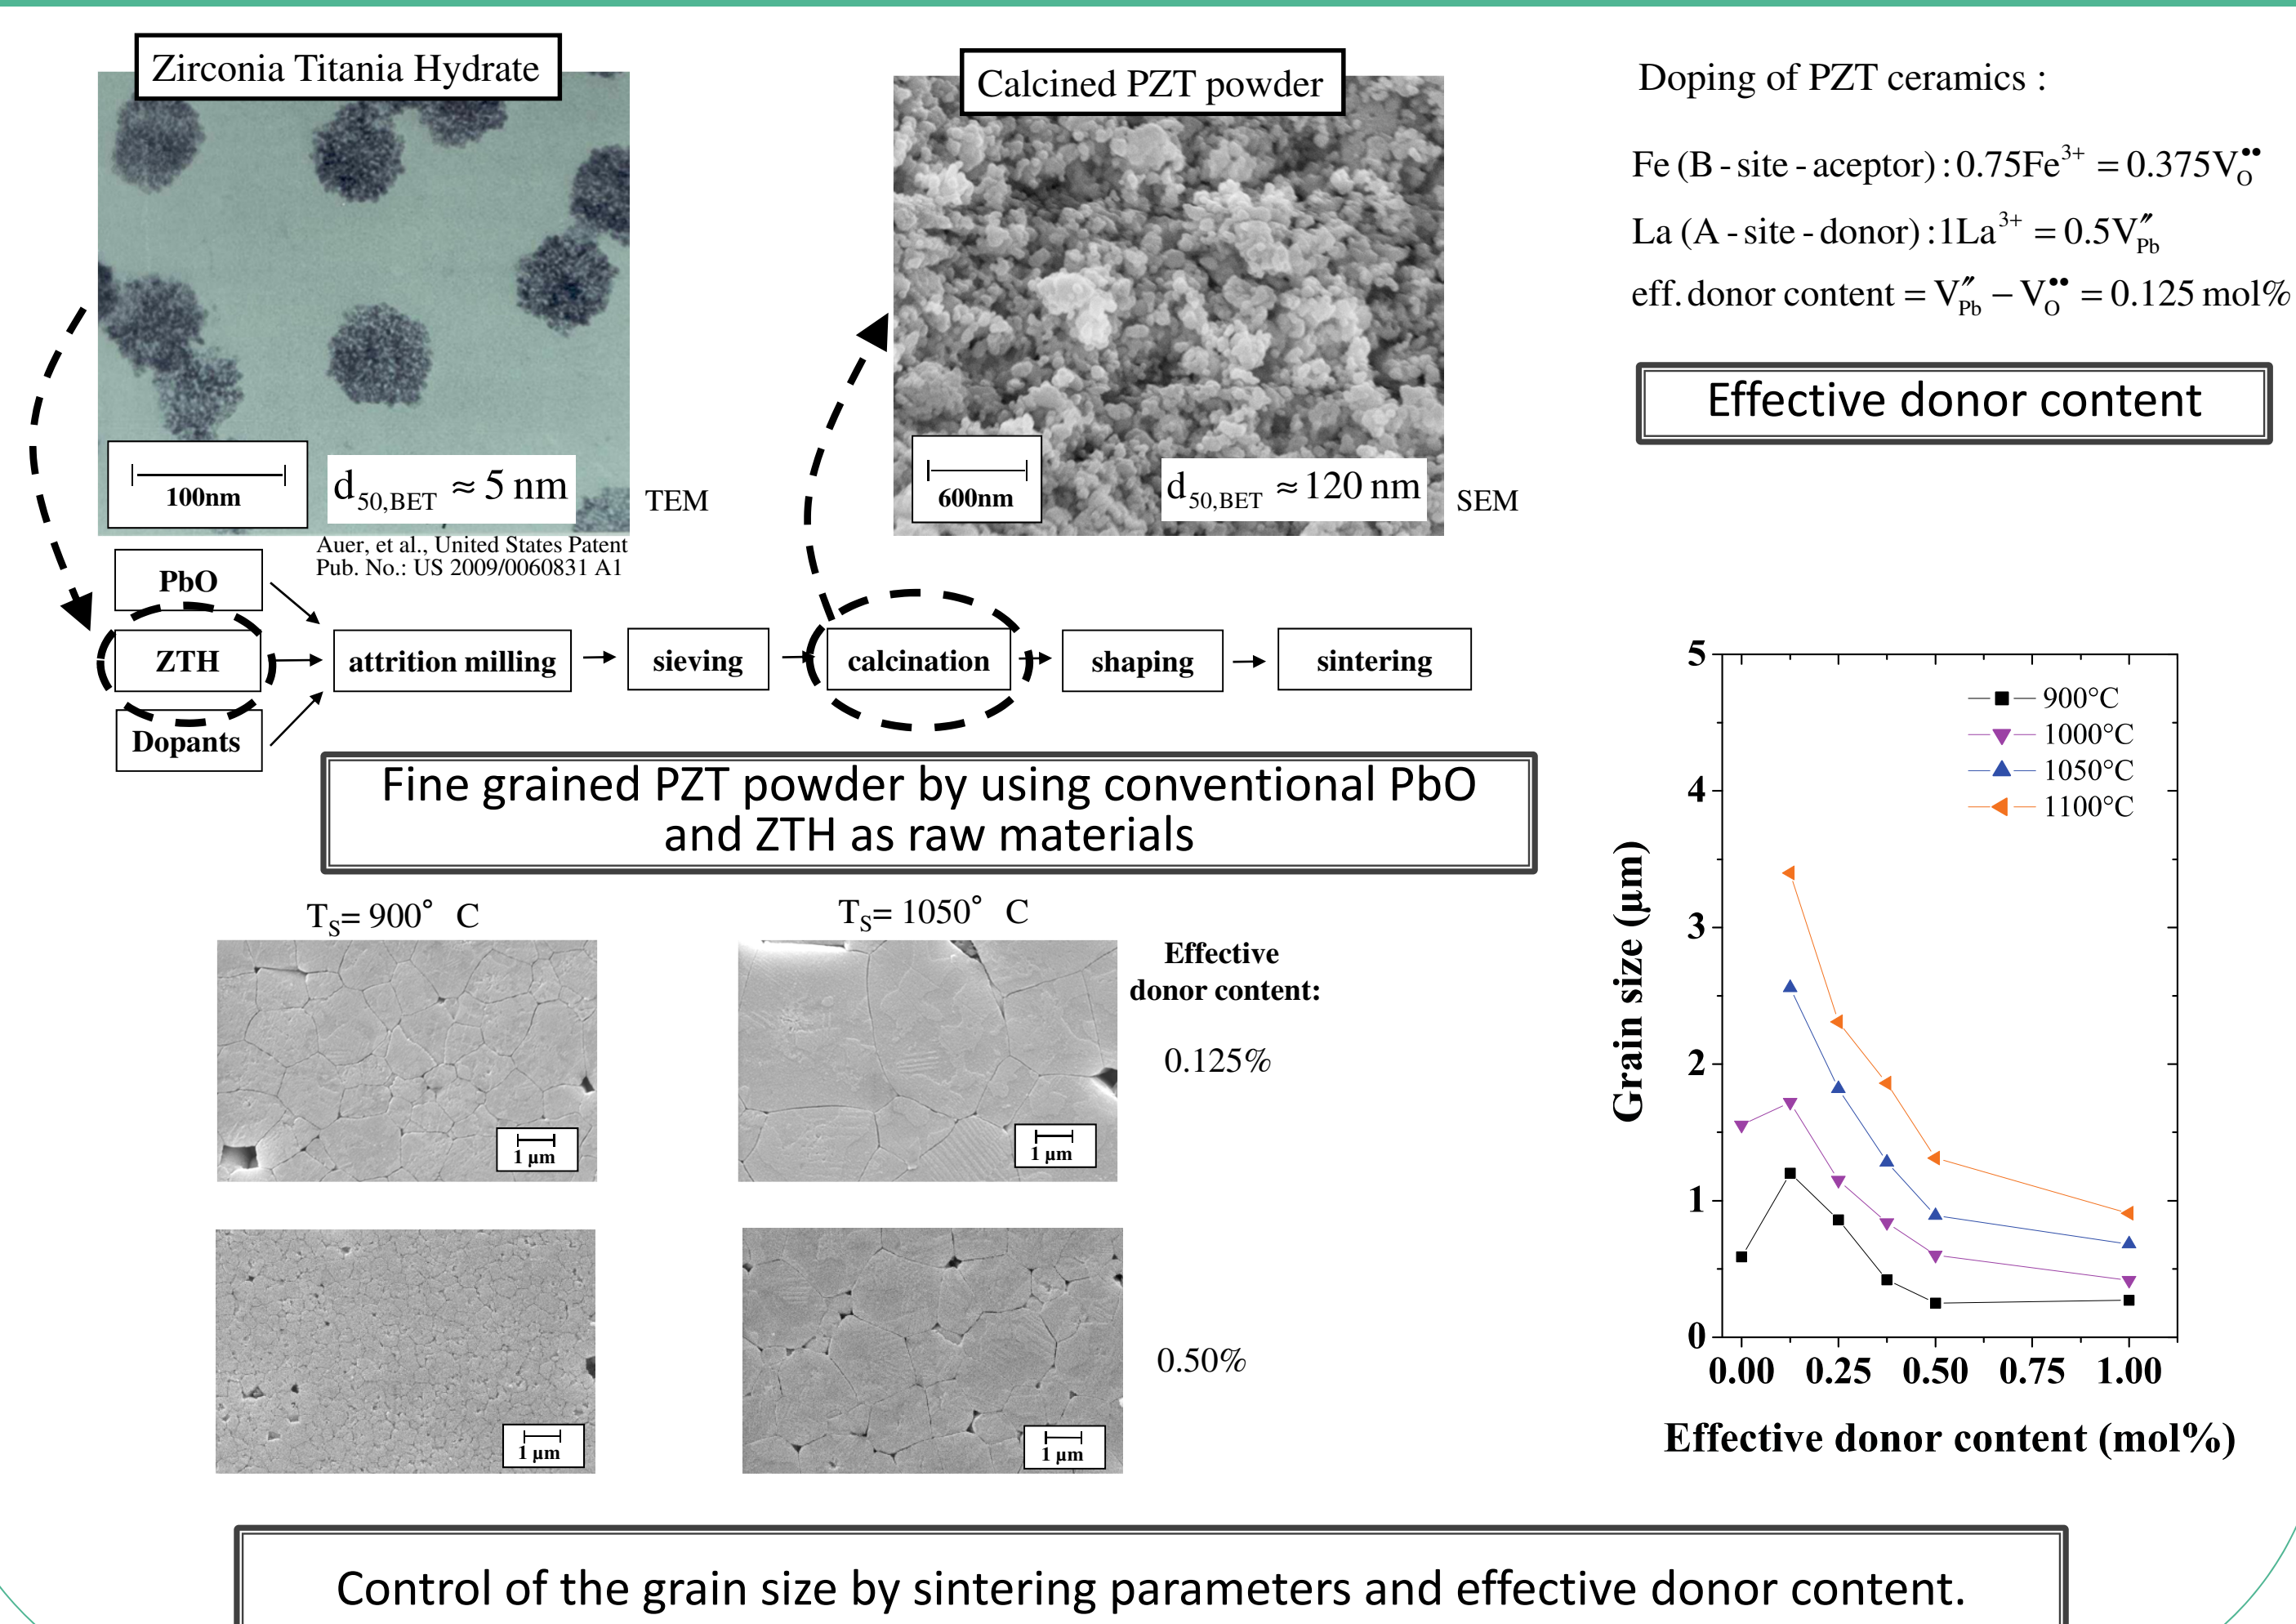 Zirconia Titania Hydrate
100nm
d50,BET ≈ 5 nm
TEM
Auer, et al., United States Patent
Pub. No.: US 2009/0060831 A1
Calcined PZT powder
600nm
d50,BET ≈ 120 nm
SEM
Doping of PZT ceramics :
Fe (B - site - aceptor) : 0.75Fe³⁺ = 0.375V_O^••
La (A - site - donor) : 1La³⁺ = 0.5V_Pb″
eff. donor content = V_Pb″ − V_O^•• = 0.125 mol%
Effective donor content
PbO
ZTH
Dopants
attrition milling
sieving
calcination
shaping
sintering
Fine grained PZT powder by using conventional PbO
and ZTH as raw materials
TS= 900° C
TS= 1050° C
Effective
donor content:
0.125%
1 µm
1 µm
0.50%
1 µm
1 µm
5
4
3
2
1
0
Grain size (µm)
900°C
1000°C
1050°C
1100°C
0.00 0.25 0.50 0.75 1.00
Effective donor content (mol%)
Control of the grain size by sintering parameters and effective donor content.